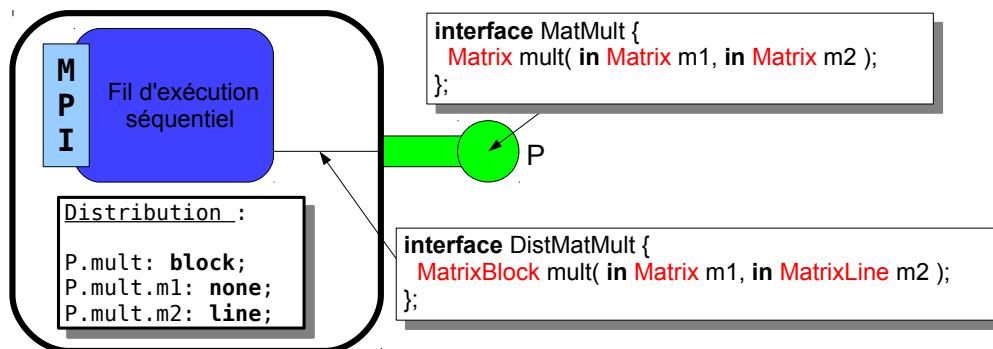 M
P
I
Fil d'exécution
séquentiel
interface MatMult {
Matrix mult( in Matrix m1, in Matrix m2 );
};
P
Distribution :
P.mult: block;
P.mult.m1: none;
P.mult.m2: line;
interface DistMatMult {
MatrixBlock mult( in Matrix m1, in MatrixLine m2 );
};